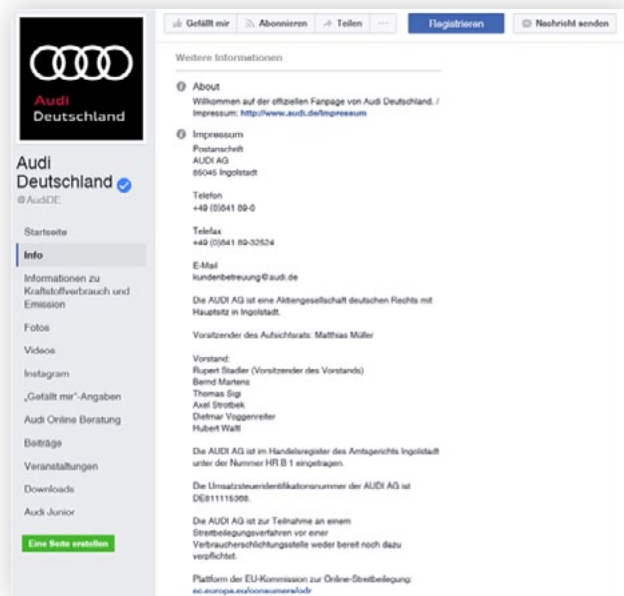 Gefällt mir
Abonnieren
Teilen
...
Registrieren
Nachricht senden
Audi
Deutschland
Audi
Deutschland
@AudiDE
Startseite
Info
Informationen zu
Kraftstoffverbrauch und
Emission
Fotos
Videos
Instagram
„Gefällt mir"-Angaben
Audi Online Beratung
Beiträge
Veranstaltungen
Downloads
Audi Junior
Eine Seite erstellen
Weitere Informationen
About
Willkommen auf der offiziellen Fanpage von Audi Deutschland. /
Impressum: http://www.audi.de/impressum
Impressum
Postanschrift
AUDI AG
85045 Ingolstadt
Telefon
+49 (0)841 89-0
Telefax
+49 (0)841 89-32524
E-Mail
kundenbetreuung@audi.de
Die AUDI AG ist eine Aktiengesellschaft deutschen Rechts mit
Hauptsitz in Ingolstadt.
Vorsitzender des Aufsichtsrats: Matthias Müller
Vorstand:
Rupert Stadler (Vorsitzender des Vorstands)
Bernd Martens
Thomas Sigi
Axel Strotbek
Dietmar Voggenreiter
Hubert Waltl
Die AUDI AG ist im Handelsregister des Amtsgerichts Ingolstadt
unter der Nummer HR B 1 eingetragen.
Die Umsatzsteueridentifikationsnummer der AUDI AG ist
DE811115368.
Die AUDI AG ist zur Teilnahme an einem
Streitbeilegungsverfahren vor einer
Verbraucherschlichtungsstelle weder bereit noch dazu
verpflichtet.
Plattform der EU-Kommission zur Online-Streitbeilegung:
ec.europa.eu/consumers/odr